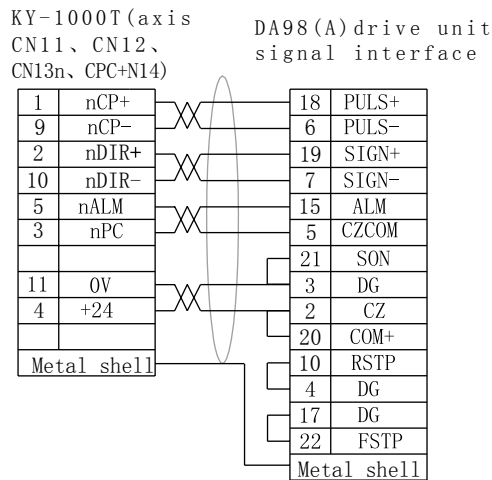 KY-1000T(axis
CN11、CN12、
CN13n、CPC+N14)
DA98(A)drive unit
signal interface
1 nCP+
9 nCP-
2 nDIR+
10 nDIR-
5 nALM
3 nPC
11 0V
4 +24
Metal shell
18 PULS+
6 PULS-
19 SIGN+
7 SIGN-
15 ALM
5 CZCOM
21 SON
3 DG
2 CZ
20 COM+
10 RSTP
4 DG
17 DG
22 FSTP
Metal shell